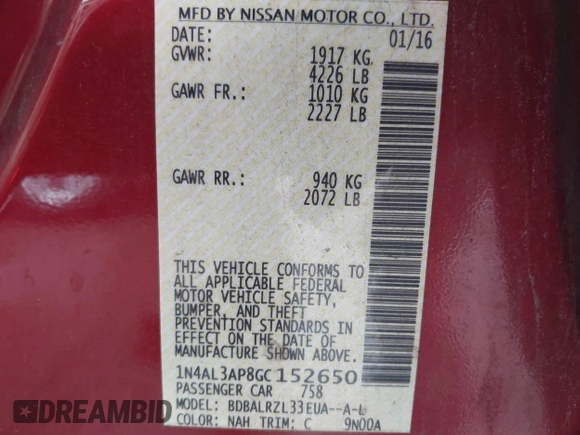 MFD BY NISSAN MOTOR CO., LTD.
DATE: 01/16
GVWR: 1917 KG
4226 LB
GAWR FR.: 1010 KG
2227 LB
GAWR RR.: 940 KG
2072 LB
THIS VEHICLE CONFORMS TO
ALL APPLICABLE FEDERAL
MOTOR VEHICLE SAFETY,
BUMPER, AND THEFT
PREVENTION STANDARDS IN
EFFECT ON THE DATE OF
MANUFACTURE SHOWN ABOVE.
1N4AL3AP8GC152650
PASSENGER CAR 758
MODEL: BDBALRZL33EUA--A-L
COLOR: NAH TRIM: C 9N00A
BIDFAX.INFO